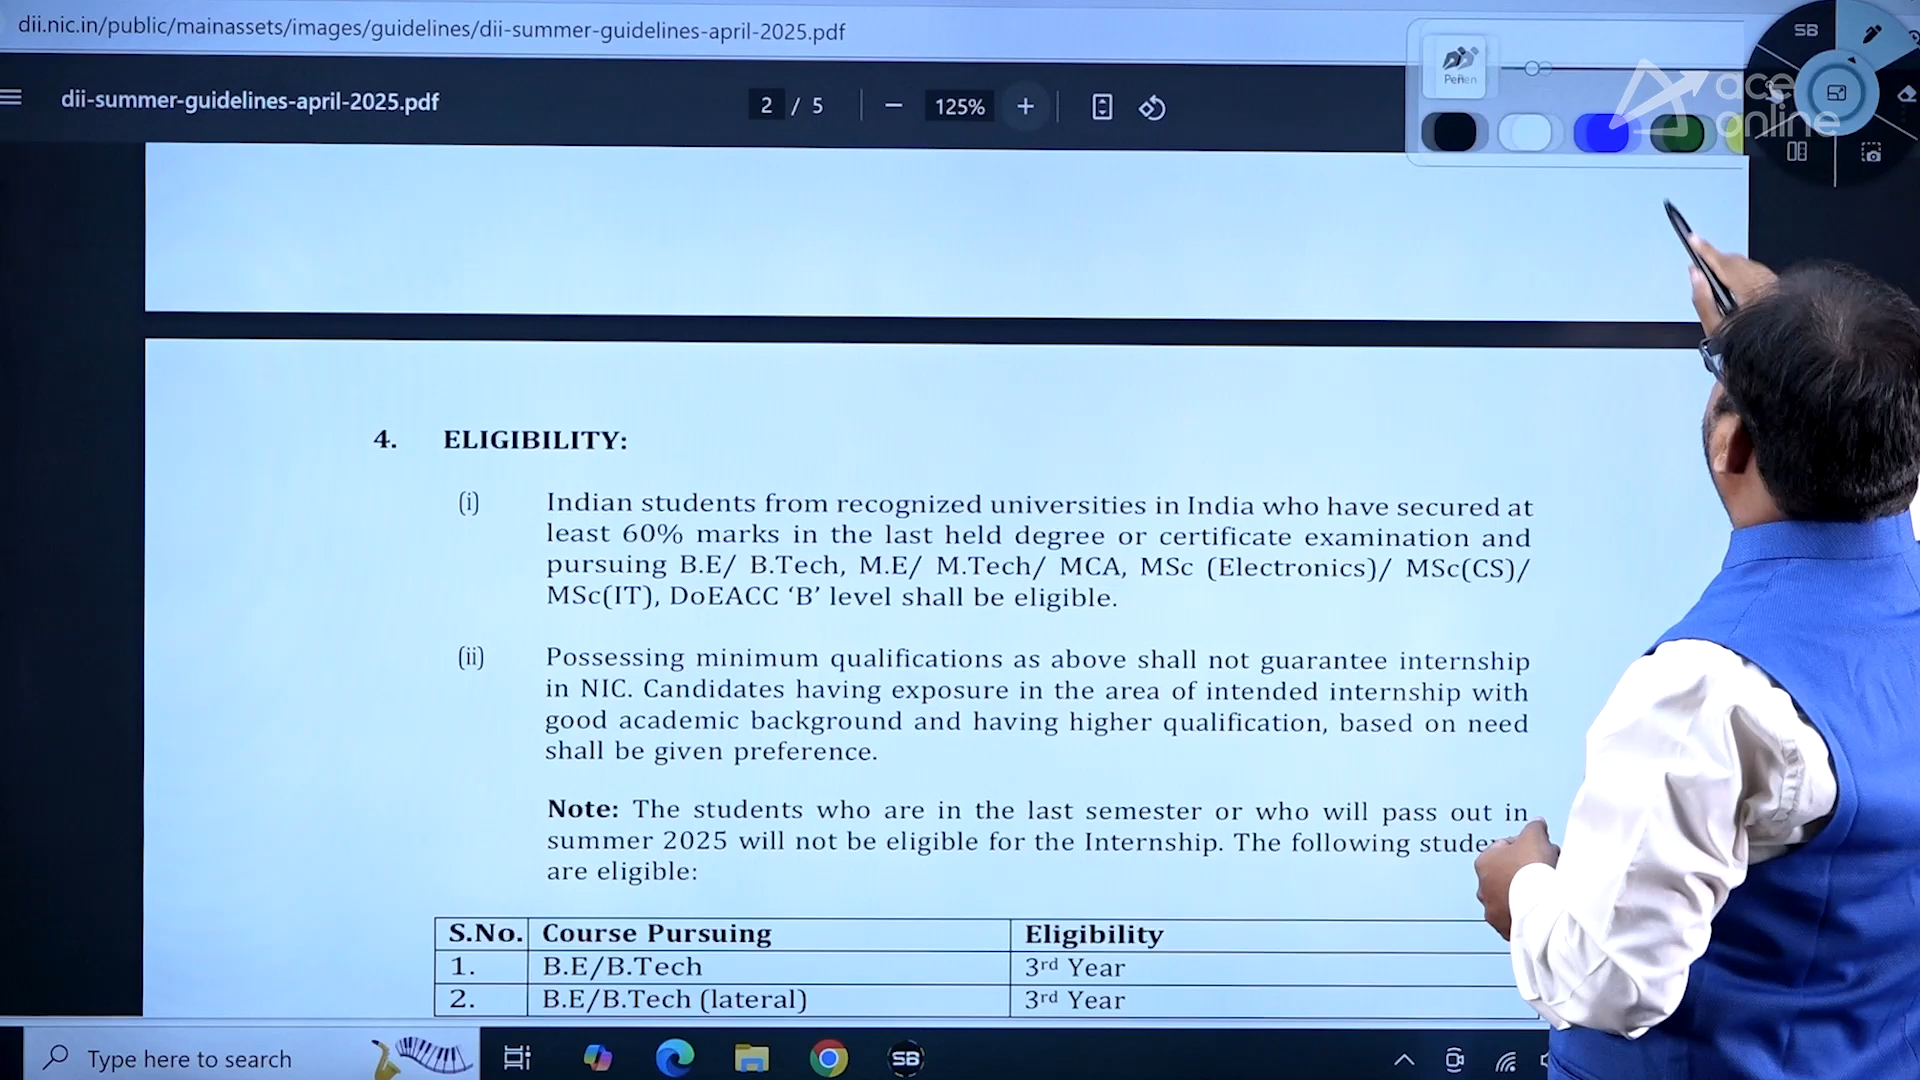 dii.nic.in/public/mainassets/images/guidelines/dii-summer-guidelines-april-2025.pdf
dii-summer-guidelines-april-2025.pdf
2 / 5
125%
SB
ace
online
4. ELIGIBILITY:
(i) Indian students from recognized universities in India who have secured at
least 60% marks in the last held degree or certificate examination and
pursuing B.E/ B.Tech, M.E/ M.Tech/ MCA, MSc (Electronics)/ MSc(CS)/
MSc(IT), DoEACC ‘B’ level shall be eligible.
(ii) Possessing minimum qualifications as above shall not guarantee internship
in NIC. Candidates having exposure in the area of intended internship with
good academic background and having higher qualification, based on need
shall be given preference.
Note: The students who are in the last semester or who will pass out in
summer 2025 will not be eligible for the Internship. The following
are eligible:
S.No. Course Pursuing Eligibility
1. B.E/B.Tech 3rd Year
2. B.E/B.Tech (lateral) 3rd Year
Type here to search
SB